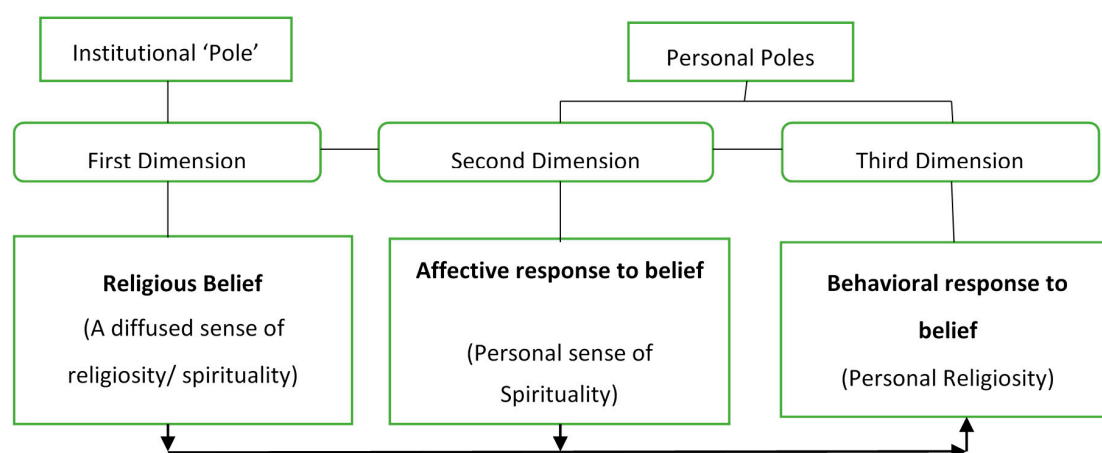 Institutional ‘Pole’
Personal Poles
First Dimension
Second Dimension
Third Dimension
Religious Belief
(A diffused sense of
religiosity/ spirituality)
Affective response to belief
(Personal sense of
Spirituality)
Behavioral response to
belief
(Personal Religiosity)